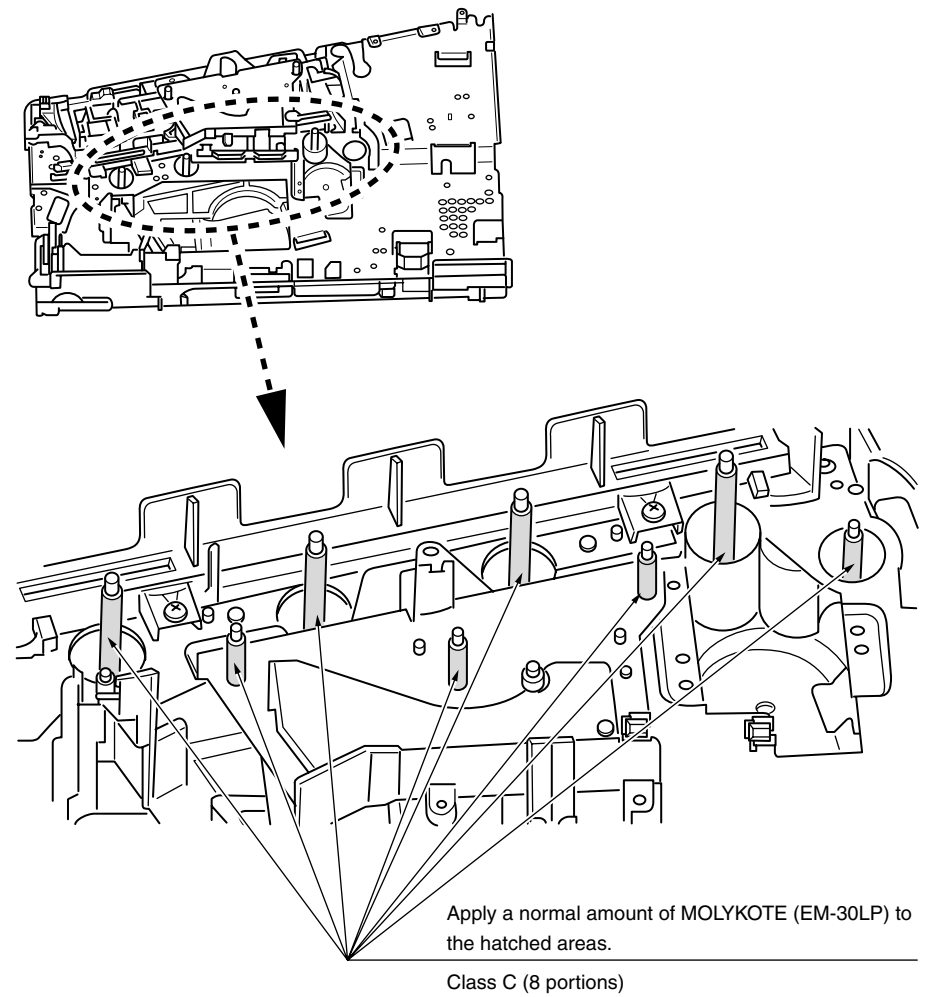 Apply a normal amount of MOLYKOTE (EM-30LP) to
the hatched areas.
Class C (8 portions)